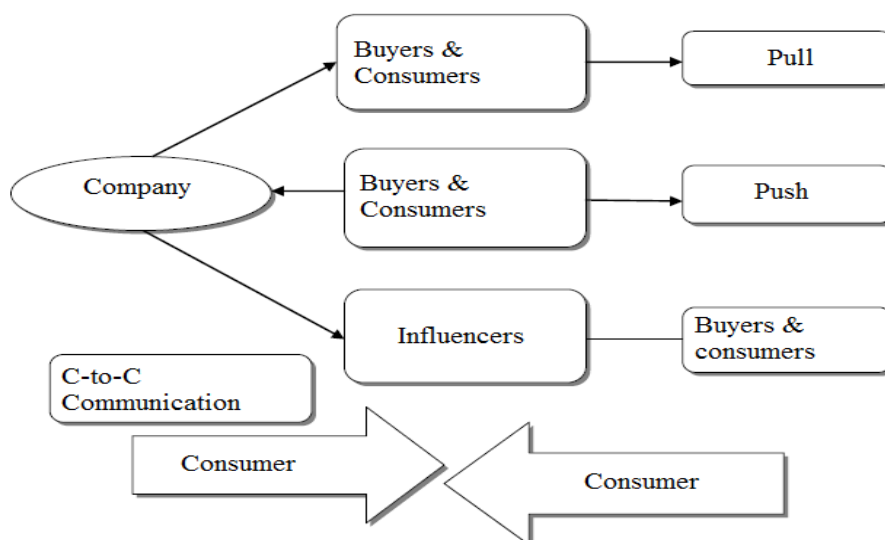 Buyers &
Consumers
Pull
Company
Buyers &
Consumers
Push
Influencers
Buyers &
consumers
C-to-C
Communication
Consumer
Consumer